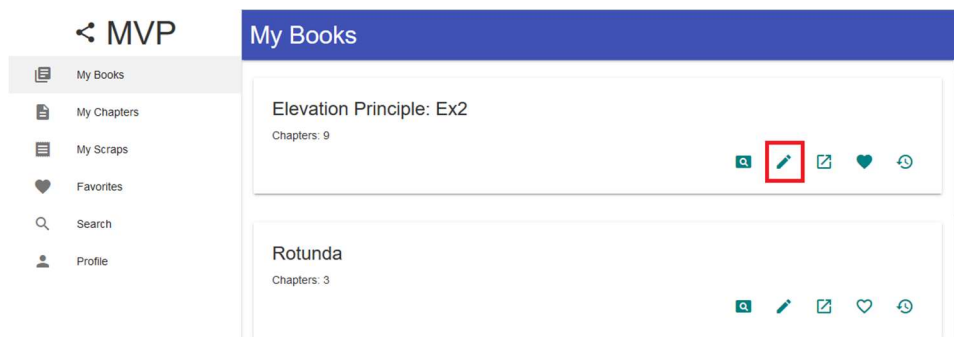 MVP
My Books
My Chapters
My Scraps
Favorites
Search
Profile
My Books
Elevation Principle: Ex2
Chapters: 9
Rotunda
Chapters: 3